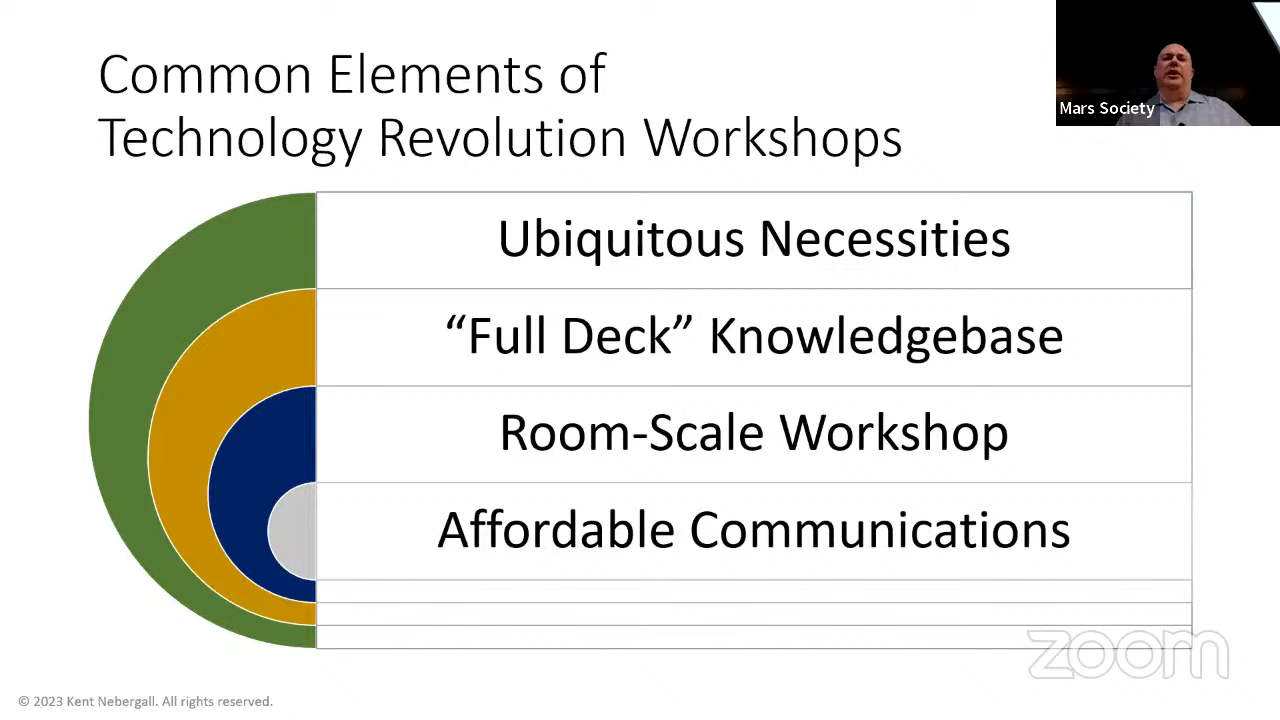 Common Elements of
Technology Revolution Workshops
Mars Society
Ubiquitous Necessities
“Full Deck” Knowledgebase
Room-Scale Workshop
Affordable Communications
zoom
© 2023 Kent Nebergall. All rights reserved.